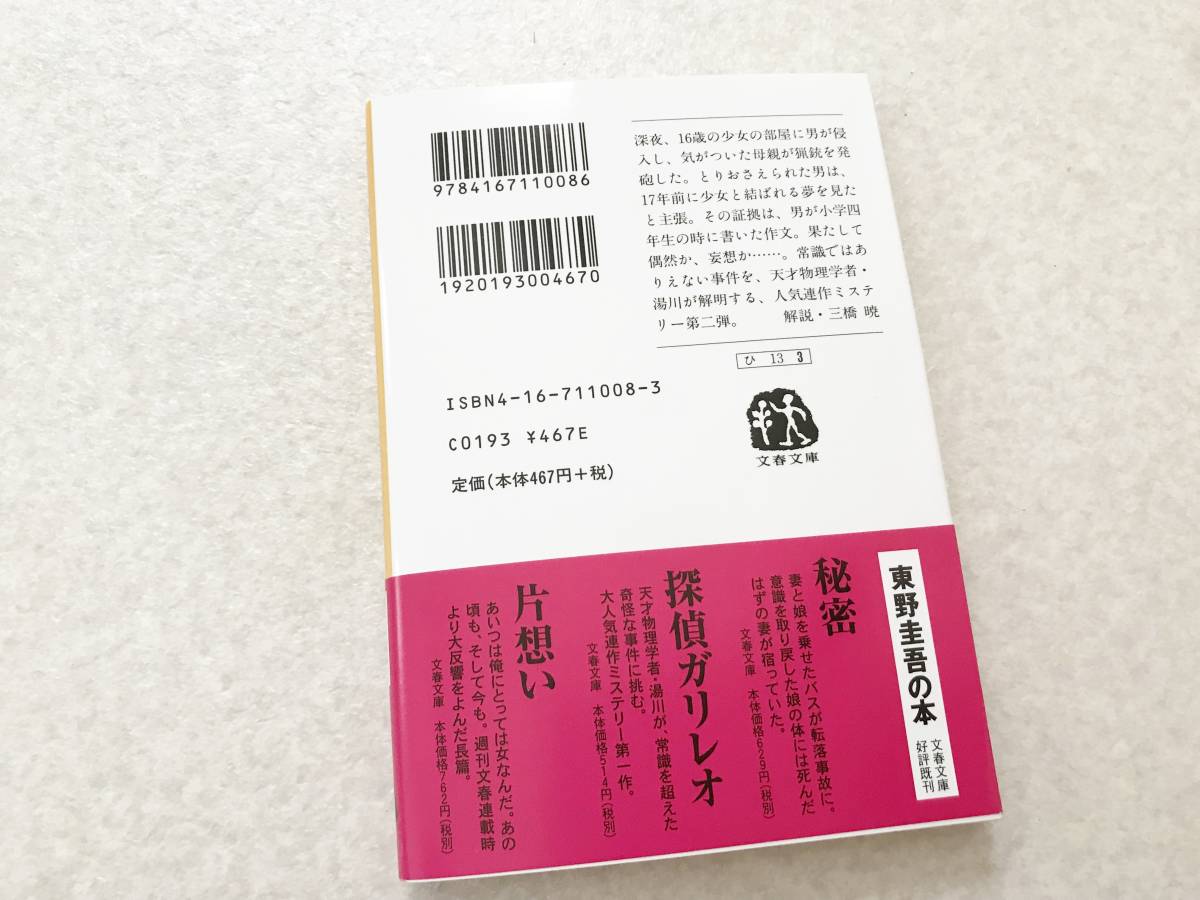 9784167110086
1920193004670
深夜、16歳の少女の部屋に男が侵
入し、気がついた母親が猟銃を発
砲した。とりおさえられた男は、
17年前に少女と結ばれる夢を見た
と主張。その証拠は、男が小学四
年生の時に書いた作文。果たして
偶然か、妄想か……。常識ではあ
りえない事件を、天才物理学者・
湯川が解明する、人気連作ミステ
リー第二弾。 解説・三橋 暁
ひ 13 3
ISBN4-16-711008-3
C0193 ¥467E
定価(本体467円+税)
文春文庫
東野圭吾の本
文春文庫
好評既刊
秘密
妻と娘を乗せたバスが転落事故に。
意識を取り戻した娘の体には死んだ
はずの妻が宿っていた。
文春文庫 本体価格629円(税別)
探偵ガリレオ
天才物理学者・湯川が、常識を超えた
奇怪な事件に挑む。
大人気連作ミステリー第一作。
文春文庫 本体価格514円(税別)
片想い
あいつは俺にとっては女なんだ。あの
頃も、そして今も。週刊文春連載時
より大反響をよんだ長篇。
文春文庫 本体価格762円(税別)